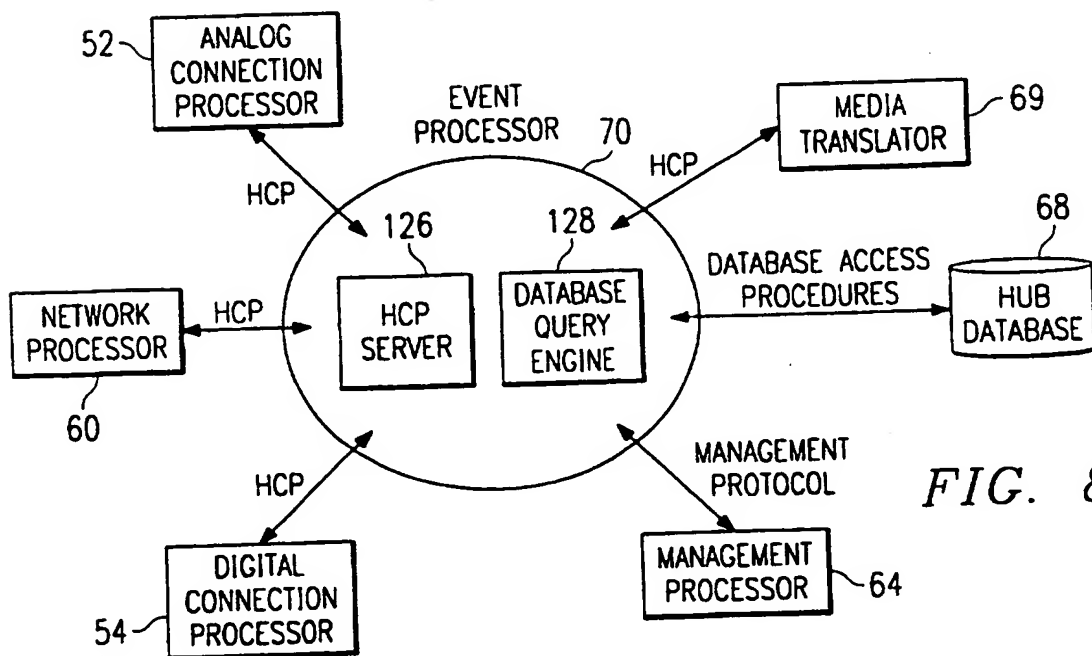 52
ANALOG
CONNECTION
PROCESSOR
EVENT
PROCESSOR
70
MEDIA
TRANSLATOR
69
HCP
HCP
126
128
68
HCP
SERVER
DATABASE
QUERY
ENGINE
DATABASE ACCESS
PROCEDURES
HUB
DATABASE
NETWORK
PROCESSOR
HCP
60
HCP
MANAGEMENT
PROTOCOL
FIG. 8
DIGITAL
CONNECTION
PROCESSOR
54
MANAGEMENT
PROCESSOR
64